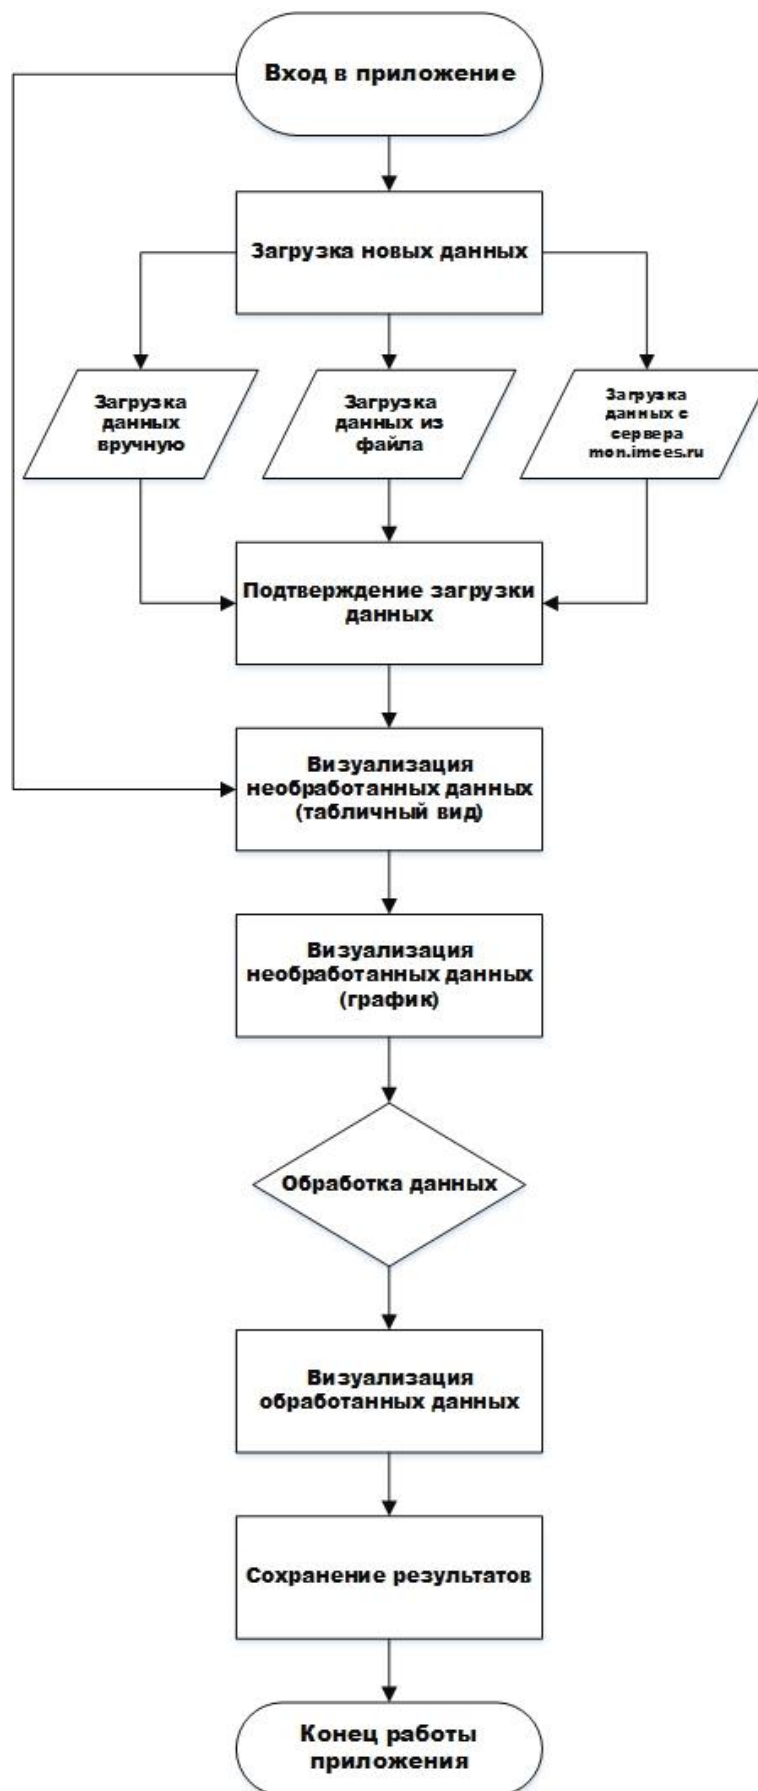 Вход в приложение
Загрузка новых данных
Загрузка
данных
вручную
Загрузка
данных из
файла
Загрузка
данных с
сервера
mon.imces.ru
Подтверждение загрузки
данных
Визуализация
необработанных данных
(табличный вид)
Визуализация
необработанных данных
(график)
Обработка данных
Визуализация
обработанных данных
Сохранение результатов
Конец работы
приложения